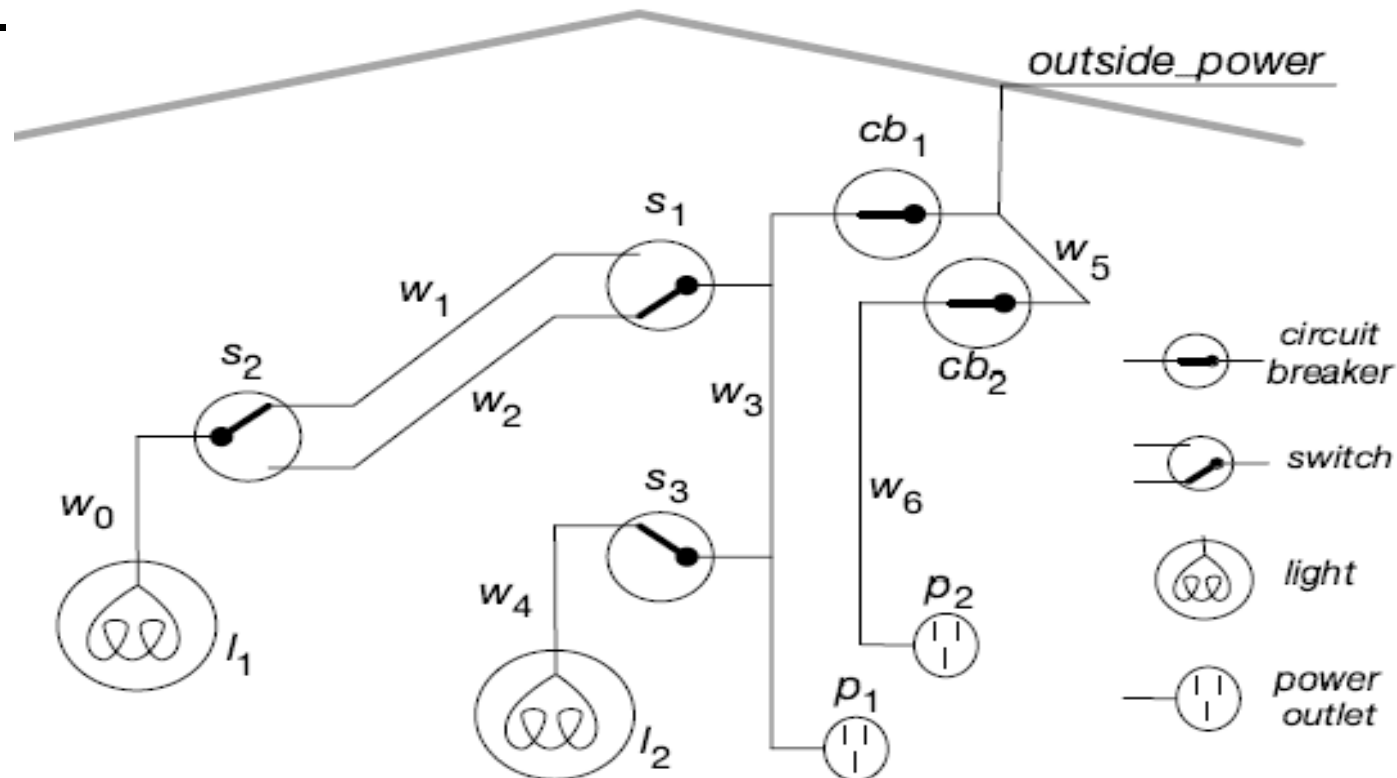 outside_power
cb1
s1
w5
w1
cb2
circuit
breaker
s2
w2
w3
switch
s3
w0
w6
w4
p2
light
l1
p1
power
outlet
l2